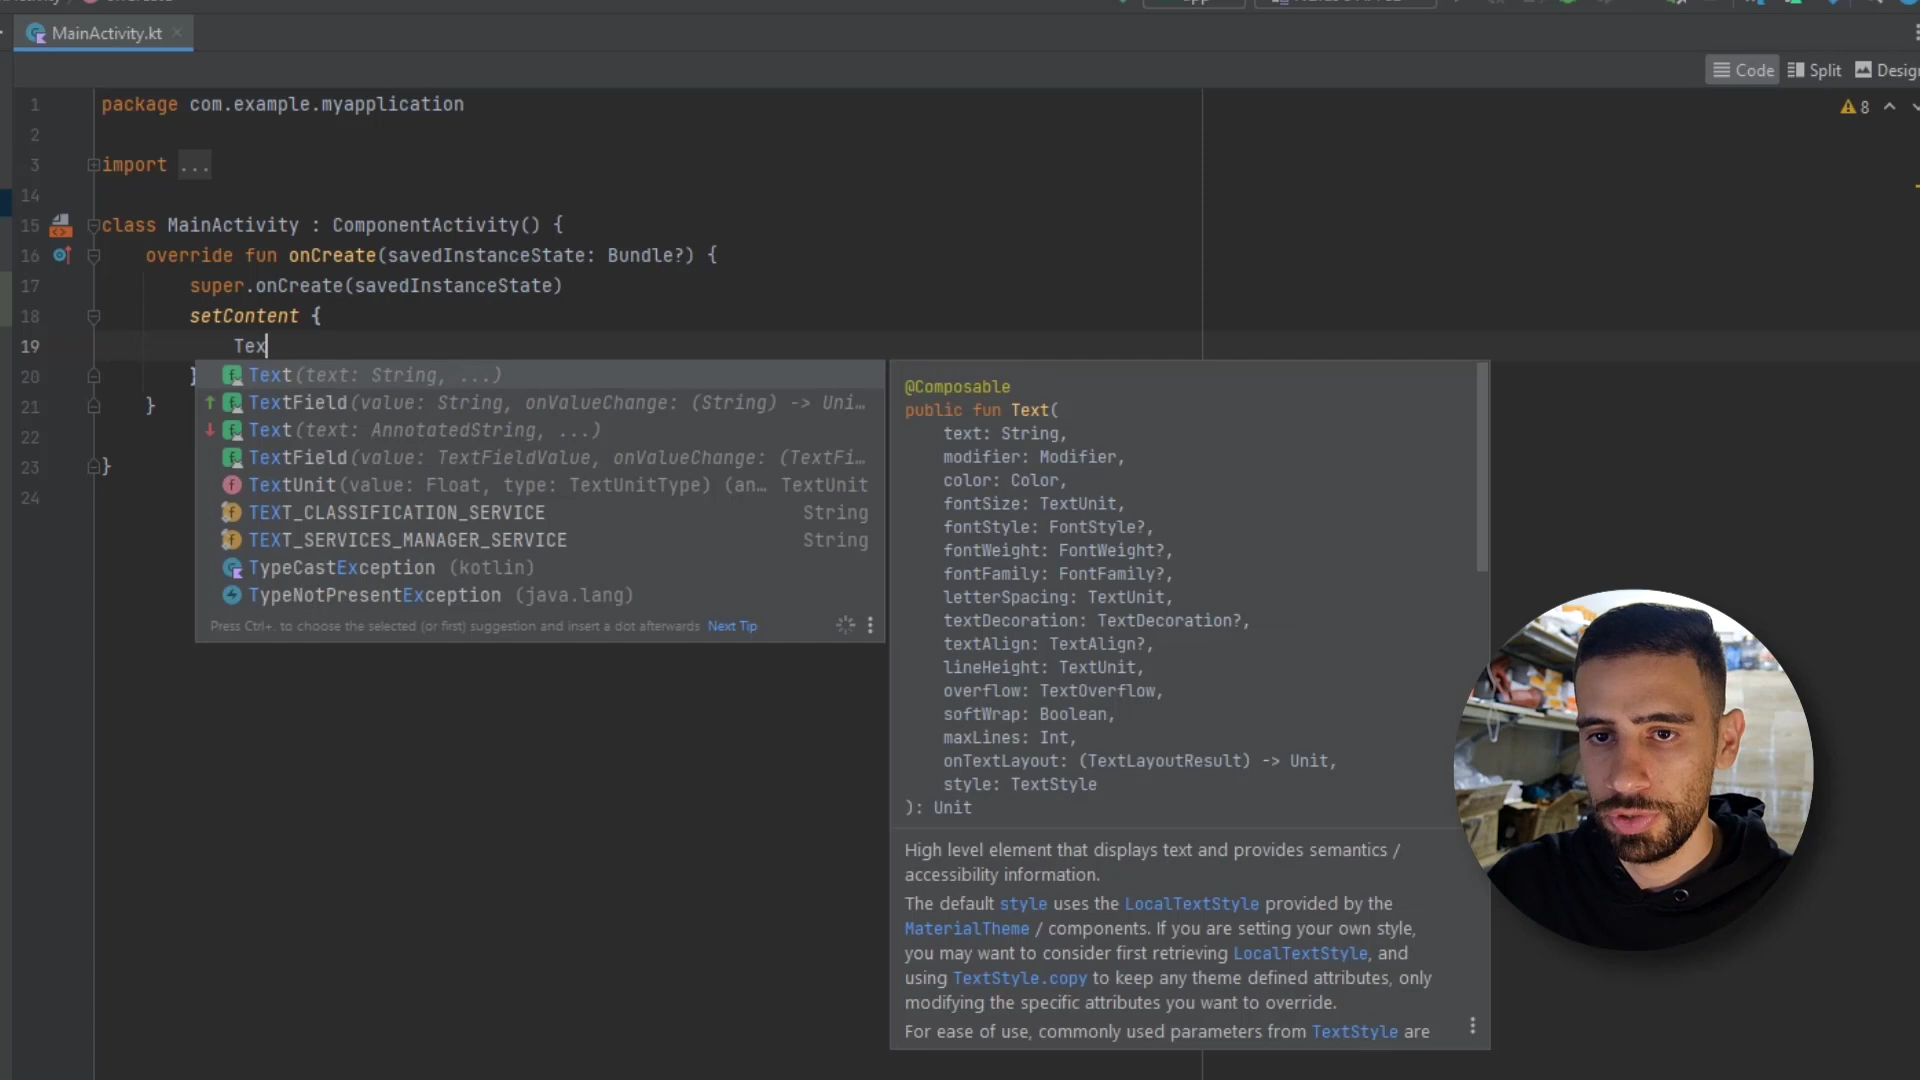 MainActivity.kt
Code Split
1 package com.example.myapplication 8
2
3 import ...
14
15 class MainActivity : ComponentActivity() {
16 override fun onCreate(savedInstanceState: Bundle?) {
17 super.onCreate(savedInstanceState)
18 setContent {
19 Tex
20
21 }
22
23 }
24
Text(text: String, ...)
TextField(value: String, onValueChange: (String) -> Uni...
Text(text: AnnotatedString, ...)
TextField(value: TextFieldValue, onValueChange: (TextFi...
TextUnit(value: Float, type: TextUnitType) (an... TextUnit
TEXT_CLASSIFICATION_SERVICE String
TEXT_SERVICES_MANAGER_SERVICE String
TypeCastException (kotlin)
TypeNotPresentException (java.lang)
Press Ctrl+. to choose the selected (or first) suggestion and insert a dot afterwards Next Tip
@Composable
public fun Text(
text: String,
modifier: Modifier,
color: Color,
fontSize: TextUnit,
fontStyle: FontStyle?,
fontWeight: FontWeight?,
fontFamily: FontFamily?,
letterSpacing: TextUnit,
textDecoration: TextDecoration?,
textAlign: TextAlign?,
lineHeight: TextUnit,
overflow: TextOverflow,
softWrap: Boolean,
maxLines: Int,
onTextLayout: (TextLayoutResult) -> Unit,
style: TextStyle
): Unit
High level element that displays text and provides semantics /
accessibility information.
The default style uses the LocalTextStyle provided by the
MaterialTheme / components. If you are setting your own style,
you may want to consider first retrieving LocalTextStyle, and
using TextStyle.copy to keep any theme defined attributes, only
modifying the specific attributes you want to override.
For ease of use, commonly used parameters from TextStyle are